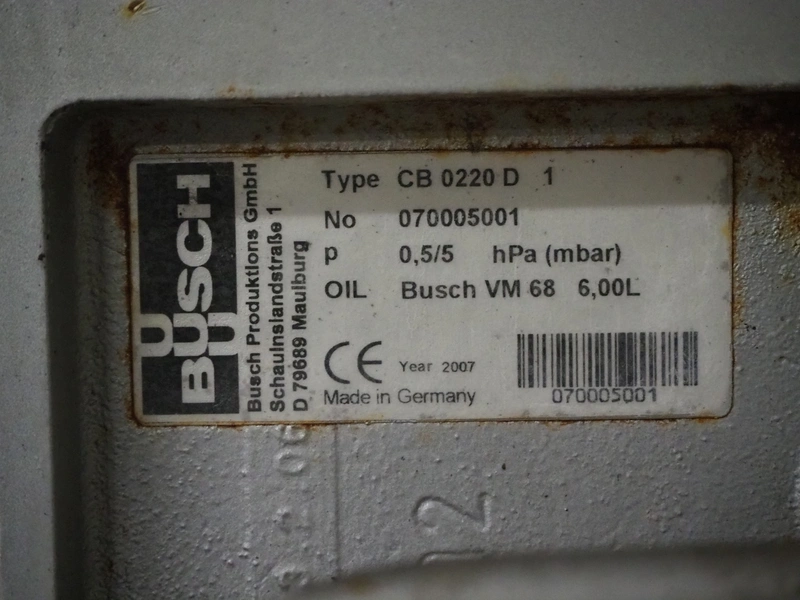 BUSCH
Busch Produktions GmbH
Schauinslandstraße 1
D 79689 Maulburg
Type CB 0220 D 1
No 070005001
p 0,5/5 hPa (mbar)
OIL Busch VM 68 6,00L
CE Year 2007
Made in Germany
070005001